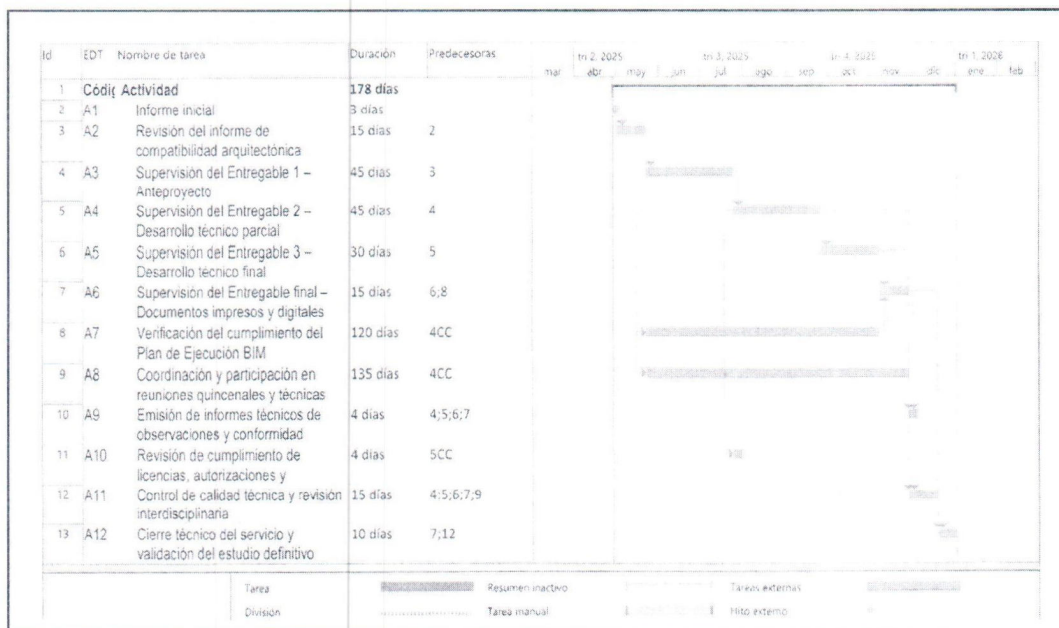 Id EDT Nombre de tarea Duración Predecesoras tri 2, 2025 tri 3, 2025 tri 4, 2025 tri 1, 2026
mar abr may jun jul ago sep oct nov dic ene feb
1 Códig Actividad 178 días
2 A1 Informe inicial 3 días
3 A2 Revisión del informe de 15 días 2
compatibilidad arquitectónica
4 A3 Supervisión del Entregable 1 – 45 días 3
Anteproyecto
5 A4 Supervisión del Entregable 2 – 45 días 4
Desarrollo técnico parcial
6 A5 Supervisión del Entregable 3 – 30 días 5
Desarrollo técnico final
7 A6 Supervisión del Entregable final – 15 días 6;8
Documentos impresos y digitales
8 A7 Verificación del cumplimiento del 120 días 4CC
Plan de Ejecución BIM
9 A8 Coordinación y participación en 135 días 4CC
reuniones quincenales y técnicas
10 A9 Emisión de informes técnicos de 4 días 4;5;6;7
observaciones y conformidad
11 A10 Revisión de cumplimiento de 4 días 5CC
licencias, autorizaciones y
12 A11 Control de calidad técnica y revisión 15 días 4;5;6;7;9
interdisciplinaria
13 A12 Cierre técnico del servicio y 10 días 7;12
validación del estudio definitivo
Tarea Resumen inactivo Tareas externas
División Tarea manual Hito externo